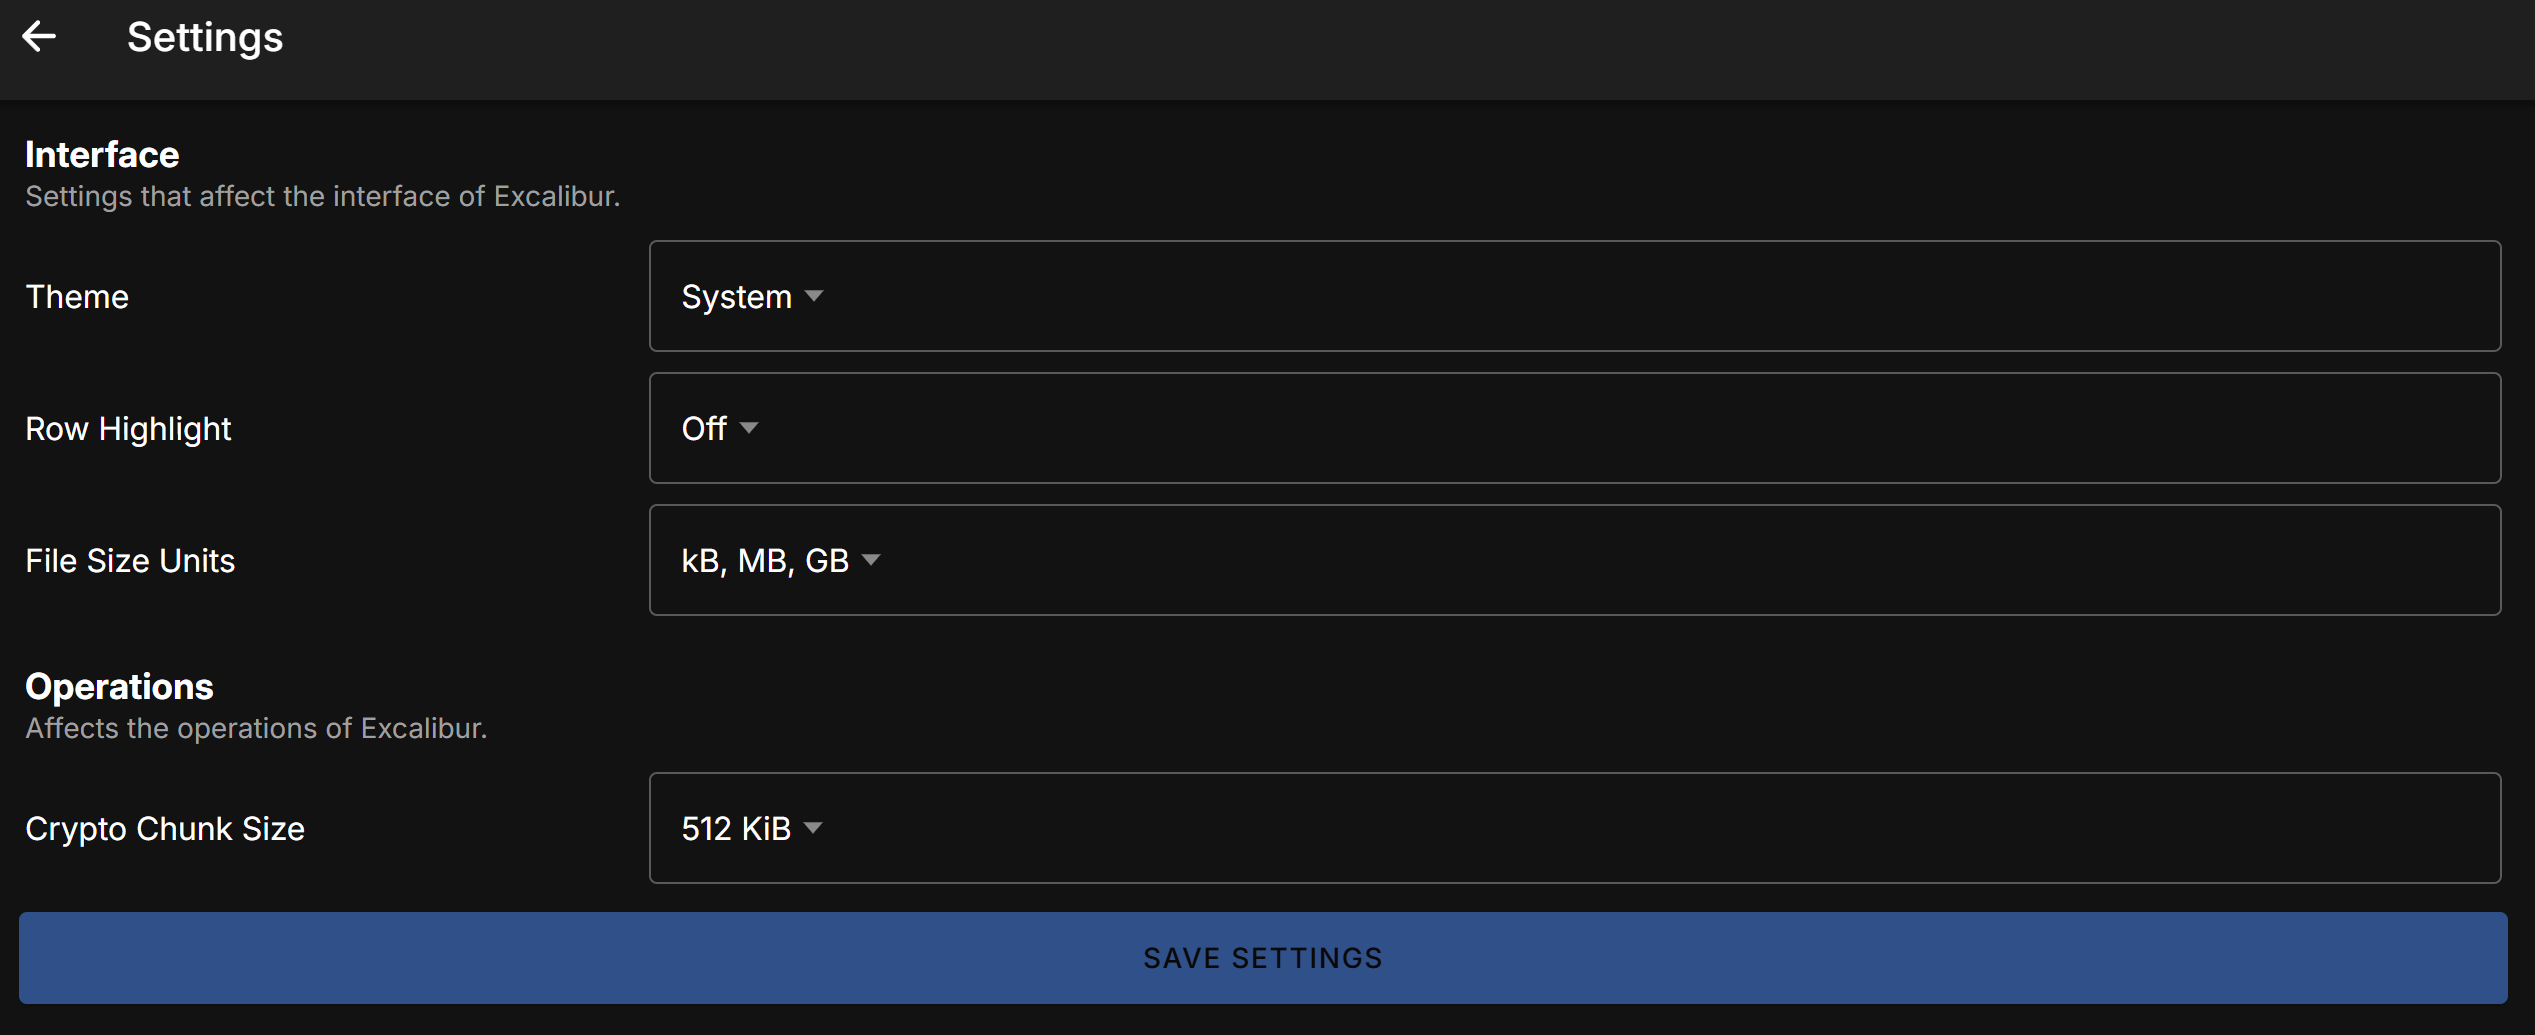 Settings
Interface
Settings that affect the interface of Excalibur.
Theme
System
Row Highlight
Off
File Size Units
kB, MB, GB
Operations
Affects the operations of Excalibur.
Crypto Chunk Size
512 KiB
SAVE SETTINGS